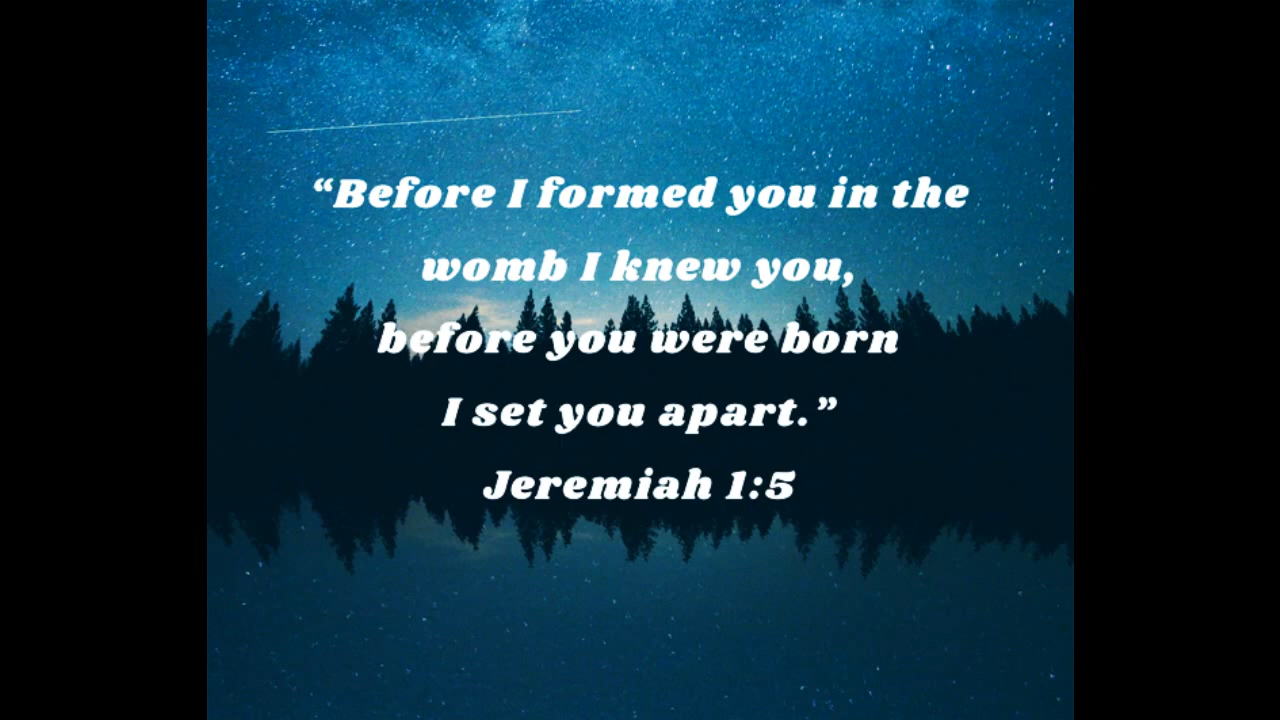 “Before I formed you in the
womb I knew you,
before you were born
I set you apart.”
Jeremiah 1:5